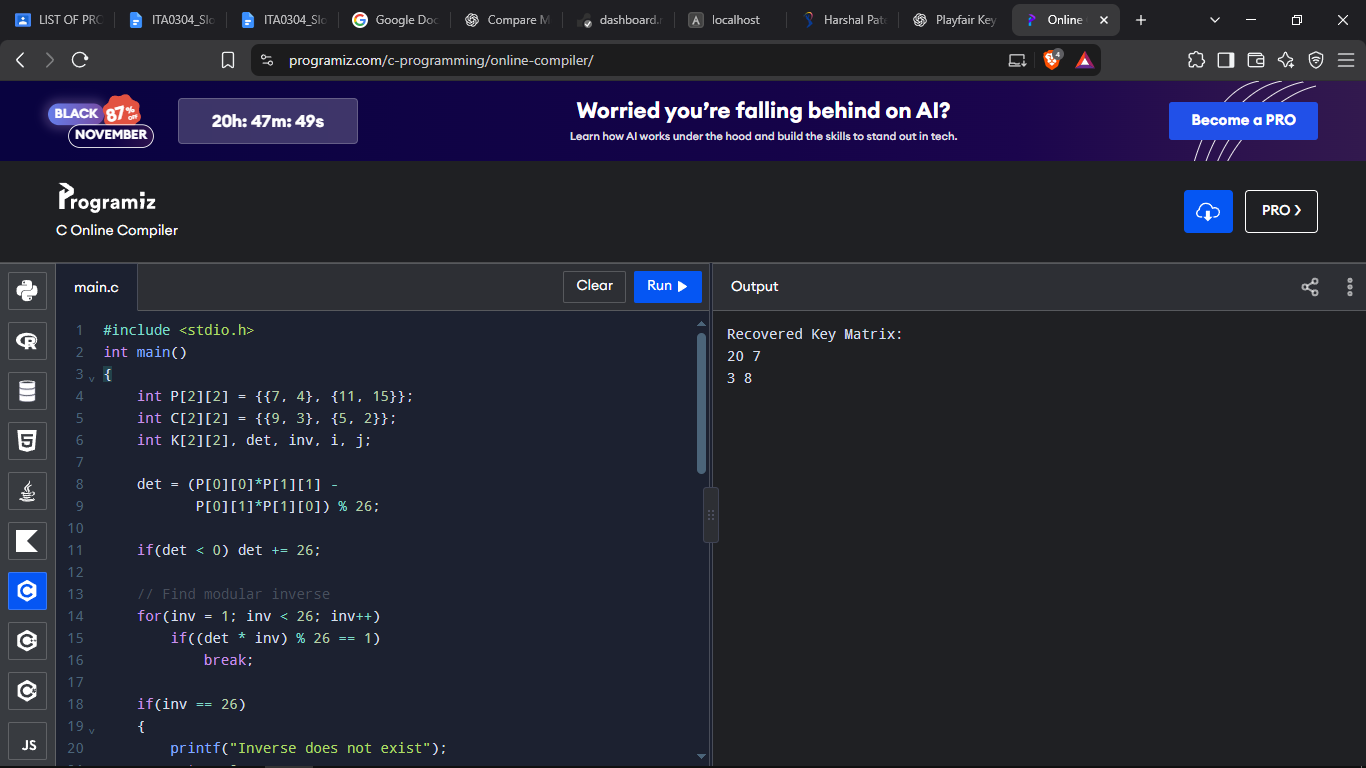 LIST OF PRO
ITA0304_Slo
ITA0304_Slo
Google Doc
Compare M
dashboard.r
localhost
Harshal Pate
Playfair Key
Online
programiz.com/c-programming/online-compiler/
4
BLACK
87%
OFF
NOVEMBER
20h: 47m: 49s
Worried you're falling behind on AI?
Learn how AI works under the hood and build the skills to stand out in tech.
Become a PRO
Programiz
C Online Compiler
PRO
main.c
Clear
Run
Output
1 #include <stdio.h>
2 int main()
3 {
4 int P[2][2] = {{7, 4}, {11, 15}};
5 int C[2][2] = {{9, 3}, {5, 2}};
6 int K[2][2], det, inv, i, j;
7
8 det = (P[0][0]*P[1][1] -
9 P[0][1]*P[1][0]) % 26;
10
11 if(det < 0) det += 26;
12
13 // Find modular inverse
14 for(inv = 1; inv < 26; inv++)
15 if((det * inv) % 26 == 1)
16 break;
17
18 if(inv == 26)
19 {
20 printf("Inverse does not exist");
Recovered Key Matrix:
20 7
3 8
JS